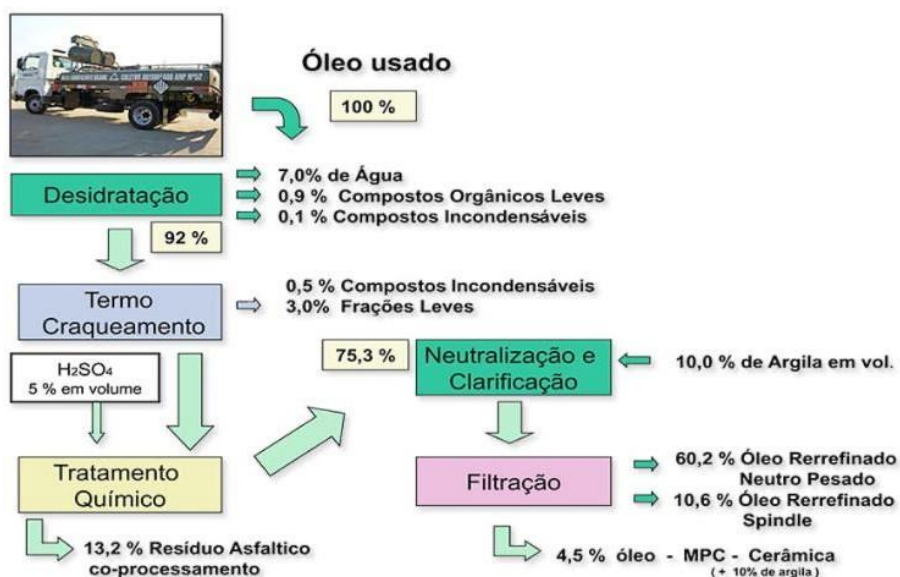 Óleo usado
100 %
Desidratação
7,0% de Água
0,9 % Compostos Orgânicos Leves
0,1 % Compostos Incondensáveis
92 %
Termo
Craqueamento
0,5 % Compostos Incondensáveis
3,0% Frações Leves
H₂SO₄
5 % em volume
75,3 %
Neutralização e
Clarificação
10,0 % de Argila em vol.
Tratamento
Químico
Filtração
60,2 % Óleo Rerrefinado
Neutro Pesado
10,6 % Óleo Rerrefinado
Spindle
13,2 % Resíduo Asfaltico
co-processamento
4,5 % óleo - MPC - Cerâmica
( + 10% de argila )